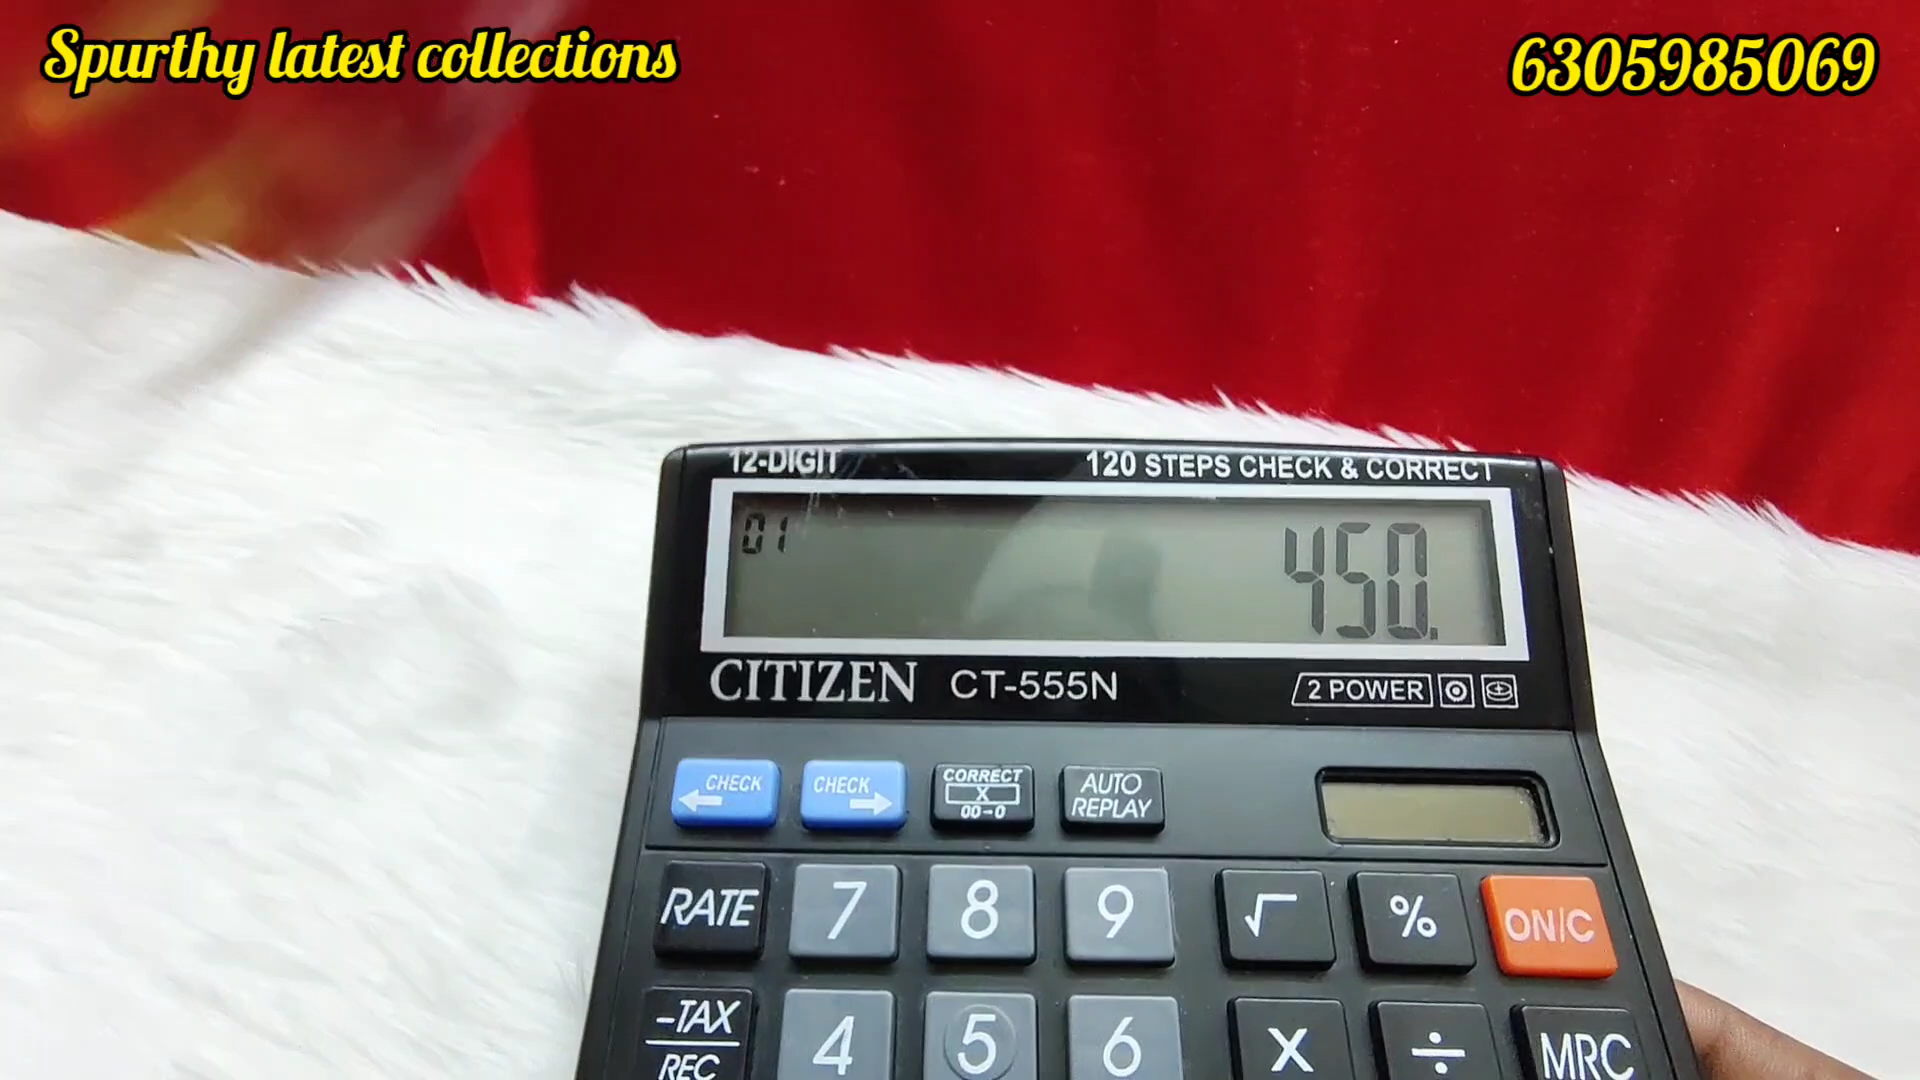 Spurthy latest collections
6305985069
12-DIGIT
120 STEPS CHECK & CORRECT
01
450.
CITIZEN CT-555N
2 POWER
CHECK
CHECK
CORRECT
X
00→0
AUTO
REPLAY
RATE
7
8
9
√
%
ON/C
-TAX
REC
4
5
6
X
÷
MRC